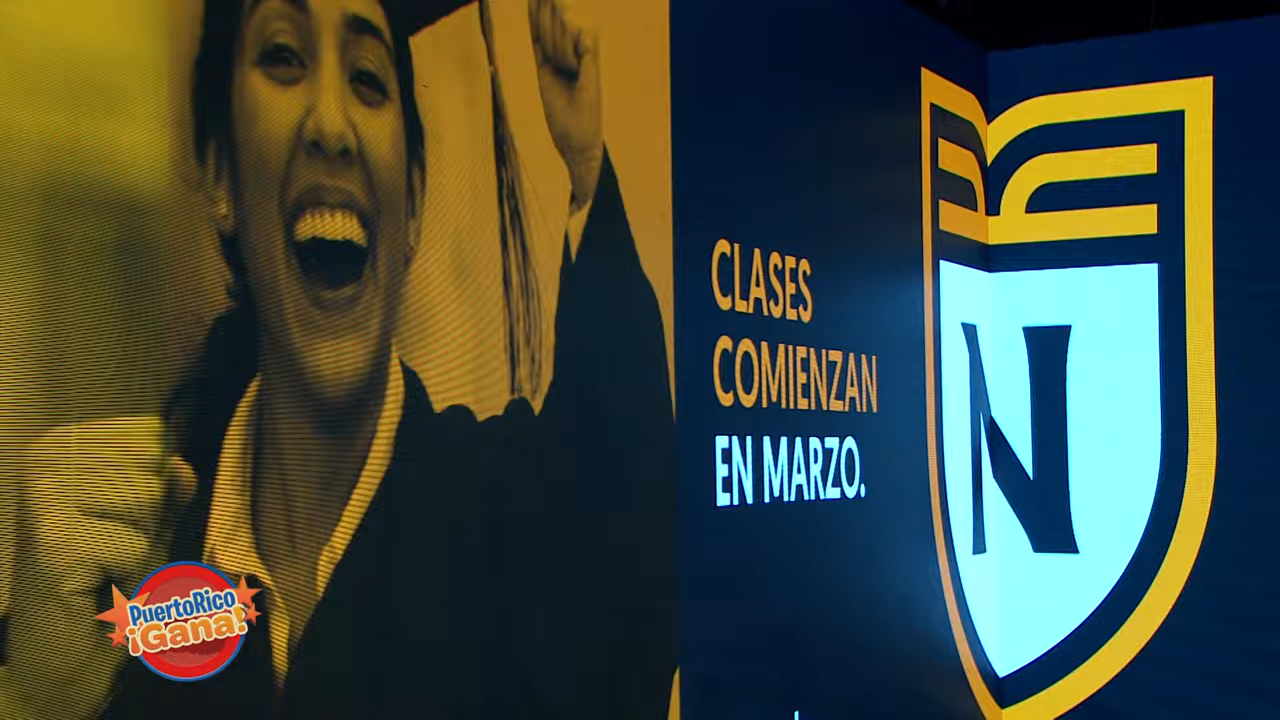 CLASES
COMIENZAN
EN MARZO.
N
PuertoRico
¡Gana!